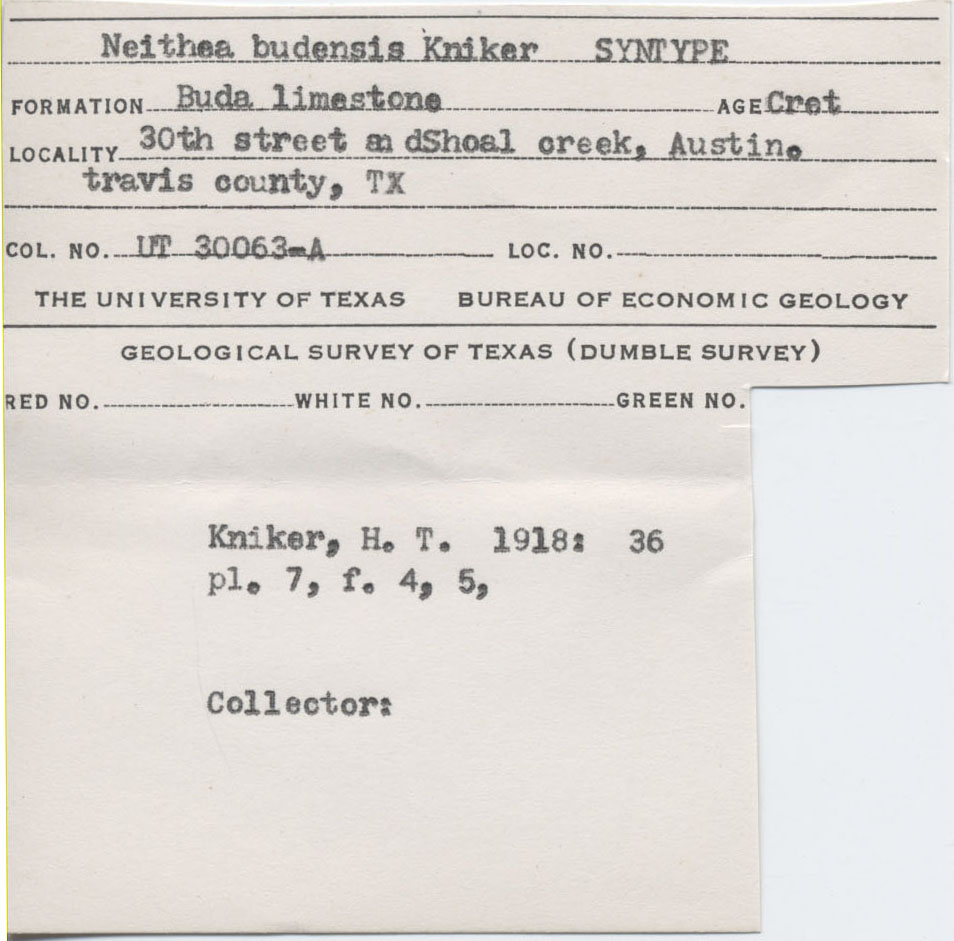 Neithea budensis Kniker SYNTYPE
FORMATION Buda limestone AGE Cret
LOCALITY 30th street an dShoal creek, Austin.
travis county, TX
COL. NO. UT 30063-A LOC. NO.
THE UNIVERSITY OF TEXAS BUREAU OF ECONOMIC GEOLOGY
GEOLOGICAL SURVEY OF TEXAS (DUMBLE SURVEY)
RED NO. WHITE NO. GREEN NO.
Kniker, H. T. 1918: 36
pl. 7, f. 4, 5,
Collector: